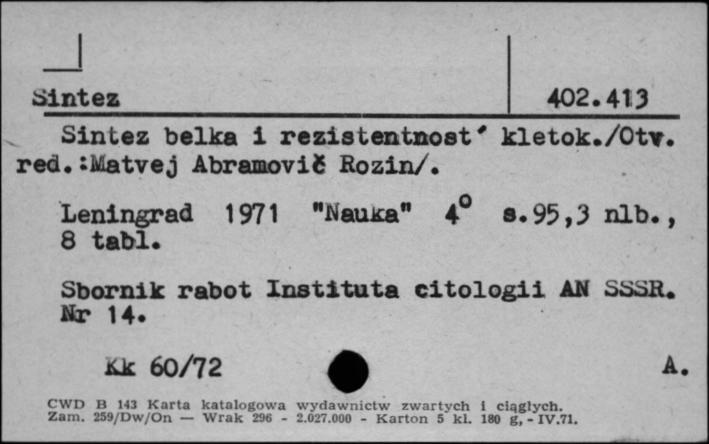 Sintez 402.413
Sintez belka i rezistentnost′ kletok./Otv.
red.:Matvej Abramovič Rozin/.
Leningrad 1971 "Nauka" 4° s.95,3 nlb.,
8 tabl.
Sbornik rabot Instituta citologii AN SSSR.
Nr 14.
Kk 60/72 A.
CWD B 143 Karta katalogowa wydawnictw zwartych i ciągłych.
Zam. 259/Dw/On — Wrak 296 - 2.027.000 - Karton 5 kl. 180 g, - IV.71.